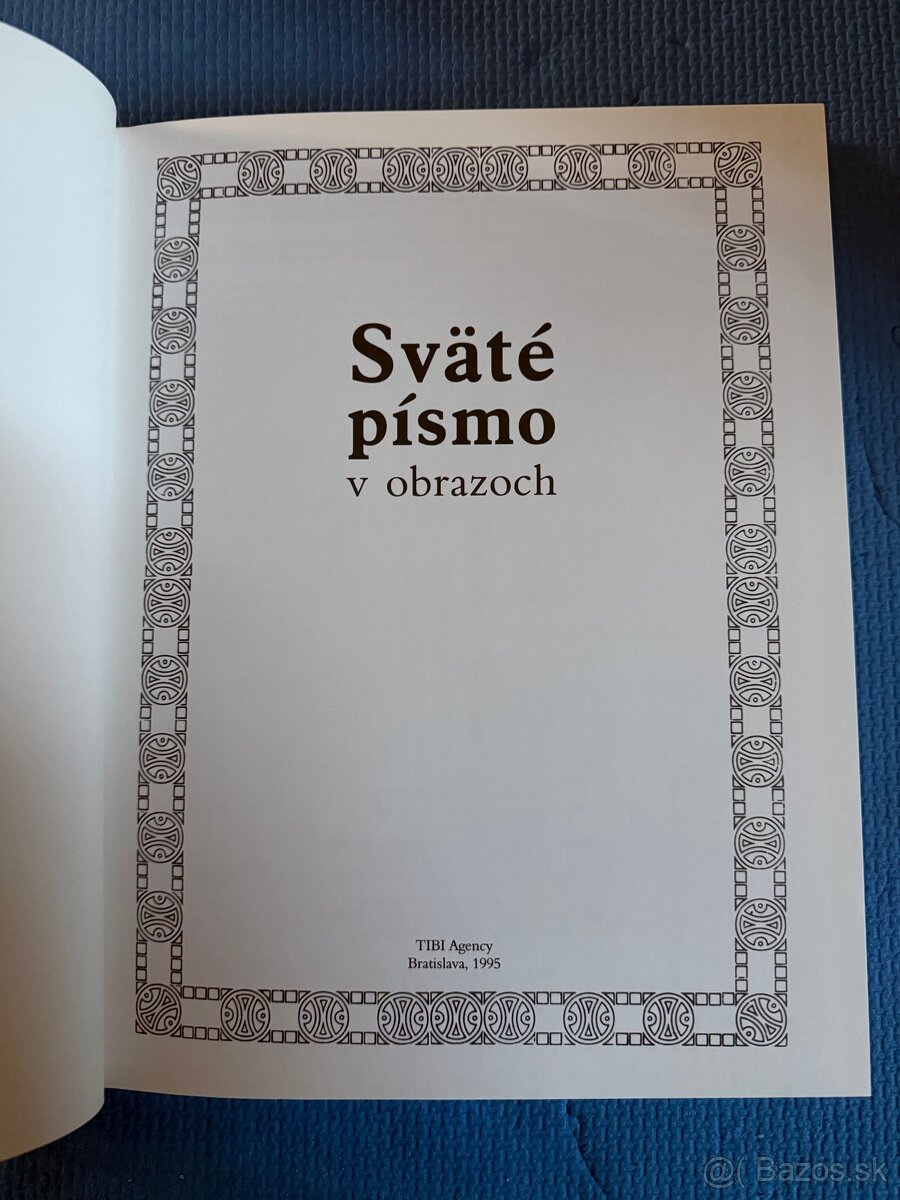 Sväté
písmo
v obrazoch
TIBI Agency
Bratislava, 1995
@( Bazos.sk